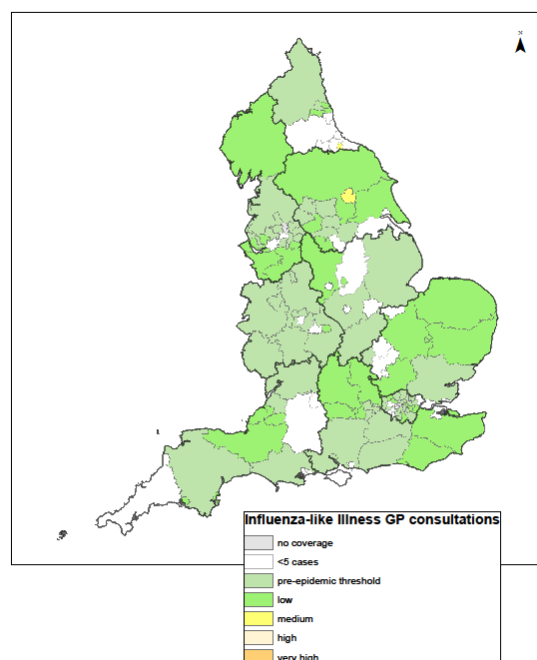 N
Influenza-like Illness GP consultations
no coverage
<5 cases
pre-epidemic threshold
low
medium
high
very high